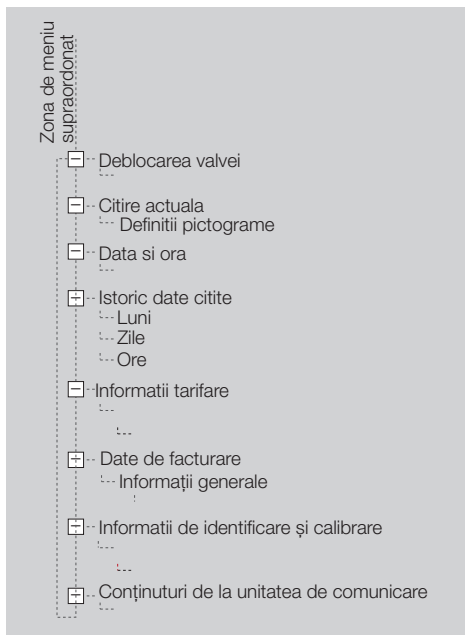 Zona de meniu
supraordonat
Deblocarea valvei
Citire actuala
Definitii pictograme
Data si ora
Istoric date citite
Luni
Zile
Ore
Informatii tarifare
Date de facturare
Informații generale
Informatii de identificare și calibrare
Conținuturi de la unitatea de comunicare